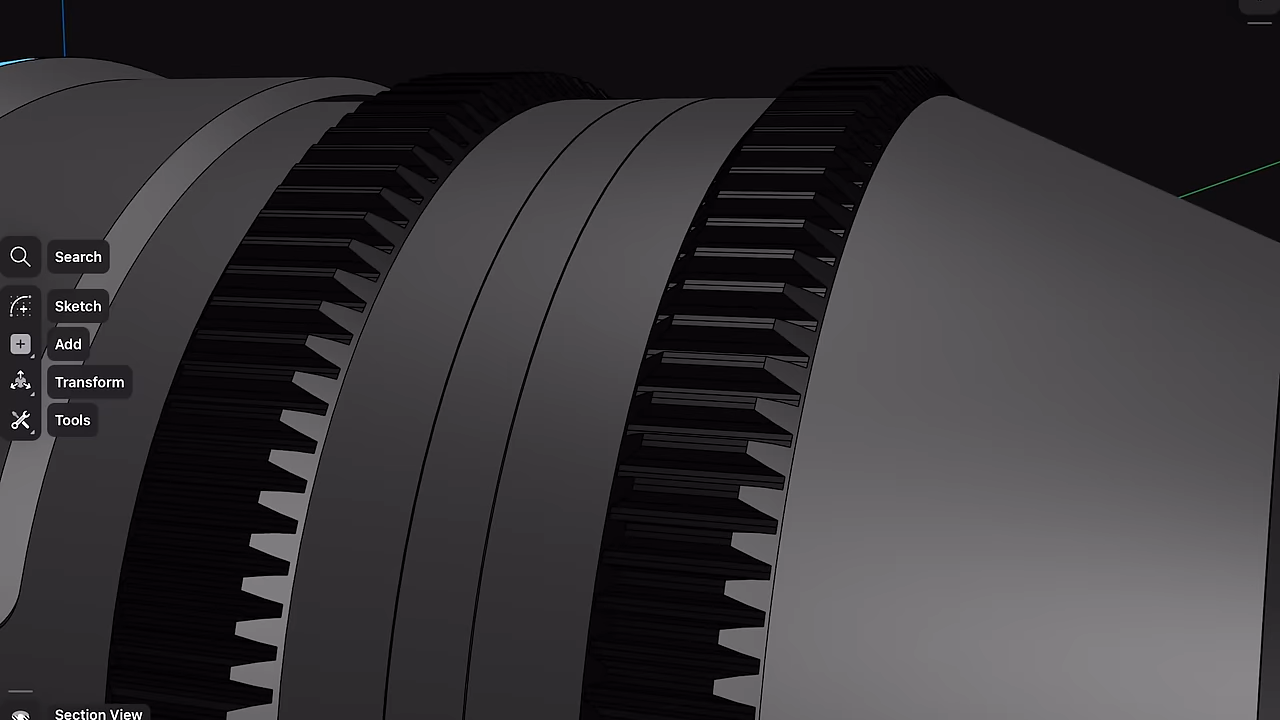 Search
Sketch
Add
Transform
Tools
Section View